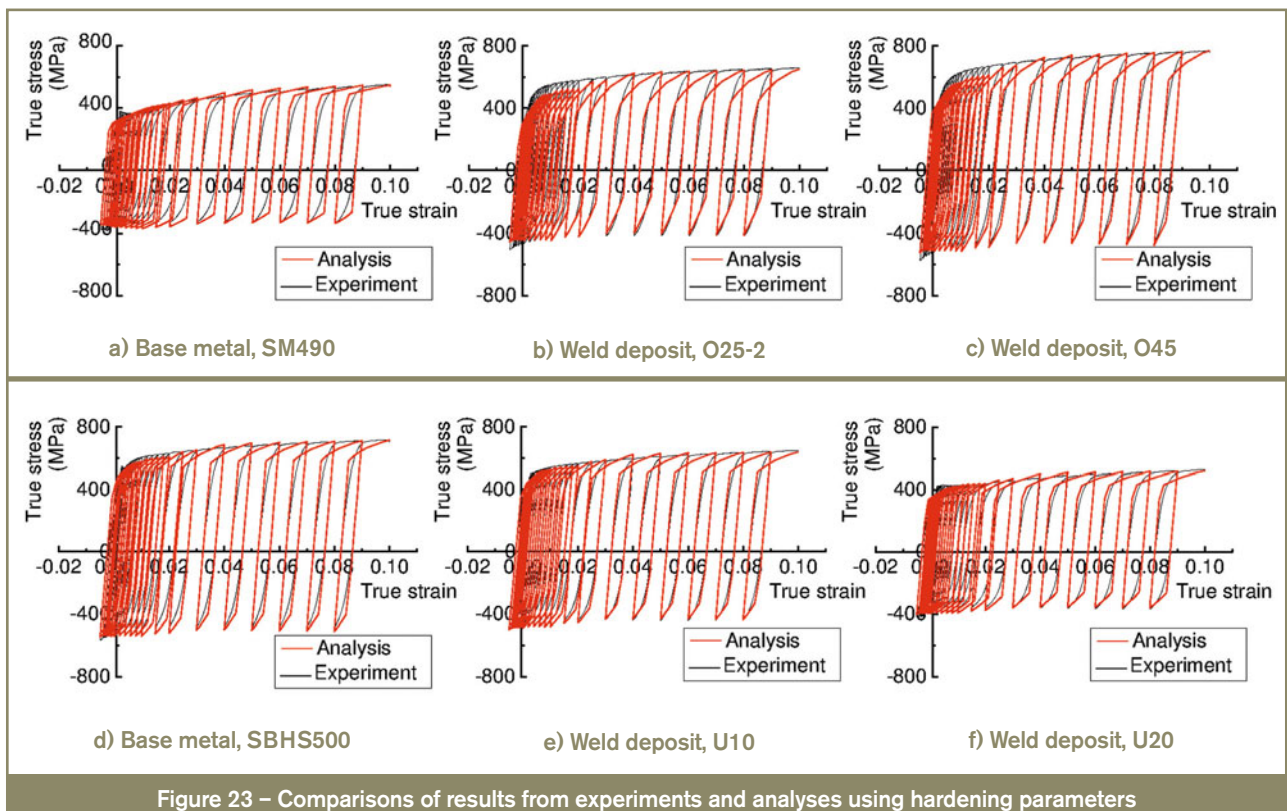 800
True stress
(MPa)
400
0
-0.02
0.02
0.04
0.06
0.08
0.10
True strain
-400
-800
Analysis
Experiment
a) Base metal, SM490
800
True stress
(MPa)
400
0
-0.02
0
0.02
0.04
0.06
0.08
0.10
True strain
-400
-800
Analysis
Experiment
b) Weld deposit, O25-2
800
True stress
(MPa)
400
0
-0.02
0.02
0.04
0.06
0.08
0.10
True strain
-400
-800
Analysis
Experiment
c) Weld deposit, O45
800
True stress
(MPa)
400
0
-0.02
0.02
0.04
0.06
0.08
0.10
True strain
-400
-800
Analysis
Experiment
d) Base metal, SBHS500
800
True stress
(MPa)
400
0
-0.02
0.02
0.04
0.06
0.08
0.10
True strain
-400
-800
Analysis
Experiment
e) Weld deposit, U10
800
True stress
(MPa)
400
0
-0.02
0.02
0.04
0.06
0.08
0.10
True strain
-400
-800
Analysis
Experiment
f) Weld deposit, U20
Figure 23 – Comparisons of results from experiments and analyses using hardening parameters